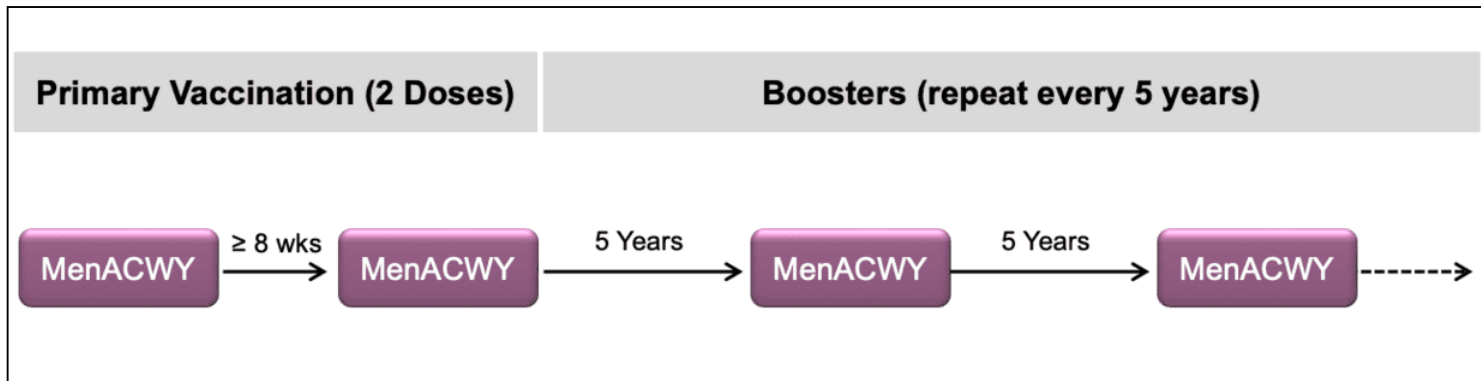 Primary Vaccination (2 Doses)
Boosters (repeat every 5 years)
MenACWY
≥ 8 wks
MenACWY
5 Years
MenACWY
5 Years
MenACWY